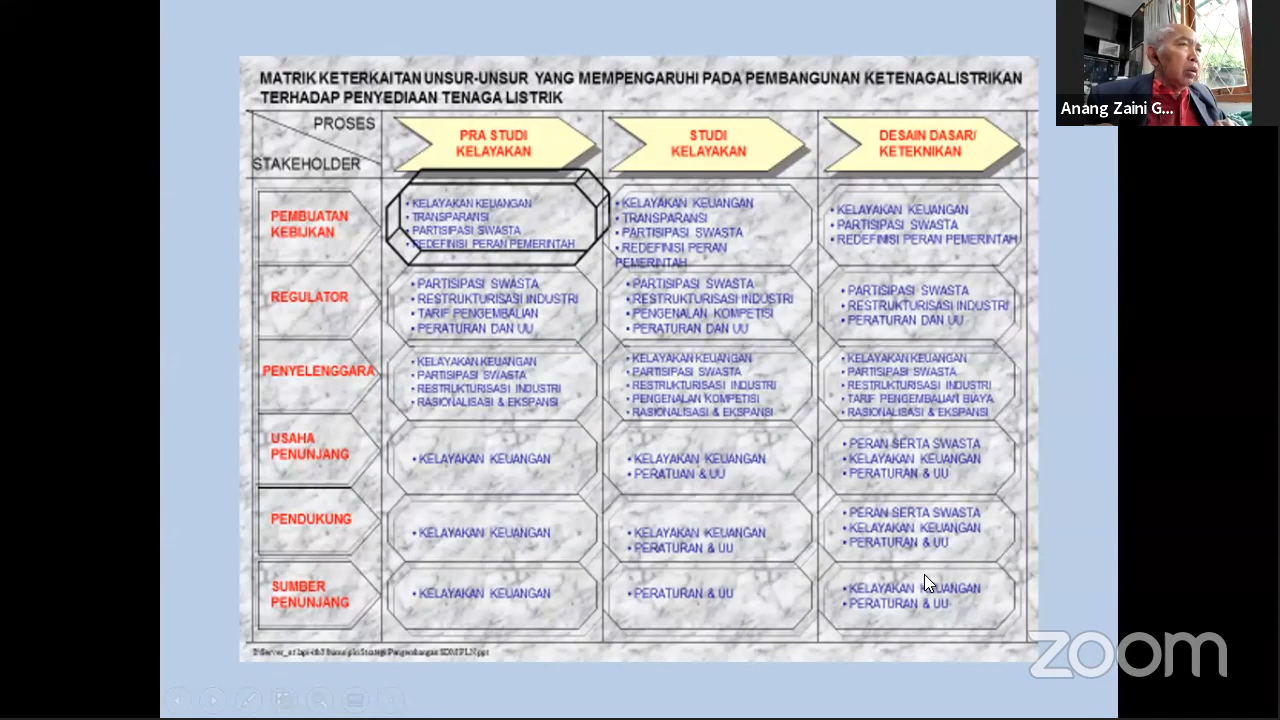 MATRIK KETERKAITAN UNSUR-UNSUR YANG MEMPENGARUHI PADA PEMBANGUNAN KETENAGALISTRIKAN
TERHADAP PENYEDIAAN TENAGA LISTRIK
Anang Zaini G...
PROSES
STAKEHOLDER
PRA STUDI
KELAYAKAN
STUDI
KELAYAKAN
DESAIN DASAR/
KETEKNIKAN
PEMBUATAN
KEBIJKAN
• KELAYAKAN KEUANGAN
• TRANSPARANSI
• PARTISIPASI SWASTA
• REDEFINISI PERAN PEMERINTAH
• KELAYAKAN KEUANGAN
• TRANSPARANSI
• PARTISIPASI SWASTA
• REDEFINISI PERAN
PEMERINTAH
• KELAYAKAN KEUANGAN
• PARTISIPASI SWASTA
• REDEFINISI PERAN PEMERINTAH
REGULATOR
• PARTISIPASI SWASTA
• RESTRUKTURISASI INDUSTRI
• TARIF PENGEMBALIAN
• PERATURAN DAN UU
• PARTISIPASI SWASTA
• RESTRUKTURISASI INDUSTRI
• PENGENALAN KOMPETISI
• PERATURAN DAN UU
• PARTISIPASI SWASTA
• RESTRUKTURISASI INDUSTRI
• PERATURAN DAN UU
PENYELENGGARA
• KELAYAKAN KEUANGAN
• PARTISIPASI SWASTA
• RESTRUKTURISASI INDUSTRI
• RASIONALISASI & EKSPANSI
• KELAYAKAN KEUANGAN
• PARTISIPASI SWASTA
• RESTRUKTURISASI INDUSTRI
• PENGENALAN KOMPETISI
• RASIONALISASI & EKSPANSI
• KELAYAKAN KEUANGAN
• PARTISIPASI SWASTA
• RESTRUKTURISASI INDUSTRI
• TARIF PENGEMBALIAN BIAYA
• RASIONALISASI & EKSPANSI
USAHA
PENUNJANG
• KELAYAKAN KEUANGAN
• KELAYAKAN KEUANGAN
• PERATUAN & UU
• PERAN SERTA SWASTA
• KELAYAKAN KEUANGAN
• PERATURAN & UU
PENDUKUNG
• KELAYAKAN KEUANGAN
• KELAYAKAN KEUANGAN
• PERATURAN & UU
• PERAN SERTA SWASTA
• KELAYAKAN KEUANGAN
• PERATURAN & UU
SUMBER
PENUNJANG
• KELAYAKAN KEUANGAN
• PERATURAN & UU
• KELAYAKAN KEUANGAN
• PERATURAN & UU
zoom